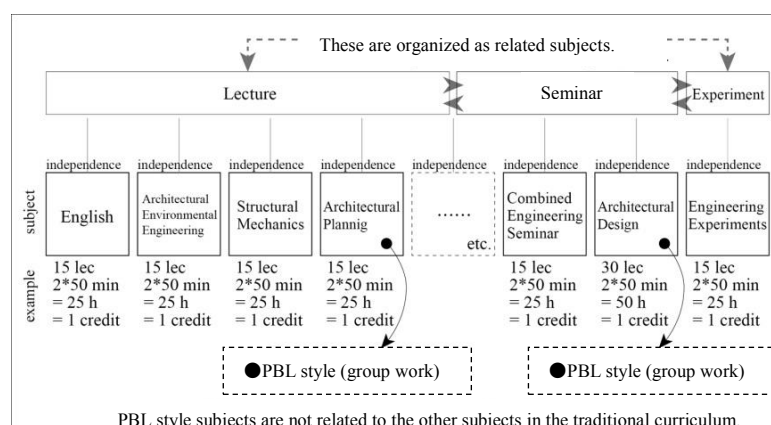 These are organized as related subjects.
Lecture
Seminar
Experiment
independence
independence
independence
independence
independence
independence
independence
independence
subject
English
Architectural
Environmental
Engineering
Structural
Mechanics
Architectural
Plannig
......
etc.
Combined
Engineering
Seminar
Architectural
Design
Engineering
Experiments
example
15 lec
2*50 min
= 25 h
= 1 credit
15 lec
2*50 min
= 25 h
= 1 credit
15 lec
2*50 min
= 25 h
= 1 credit
15 lec
2*50 min
= 25 h
= 1 credit
15 lec
2*50 min
= 25 h
= 1 credit
30 lec
2*50 min
= 50 h
= 1 credit
15 lec
2*50 min
= 25 h
= 1 credit
●PBL style (group work)
●PBL style (group work)
PBL style subjects are not related to the other subjects in the traditional curriculum.